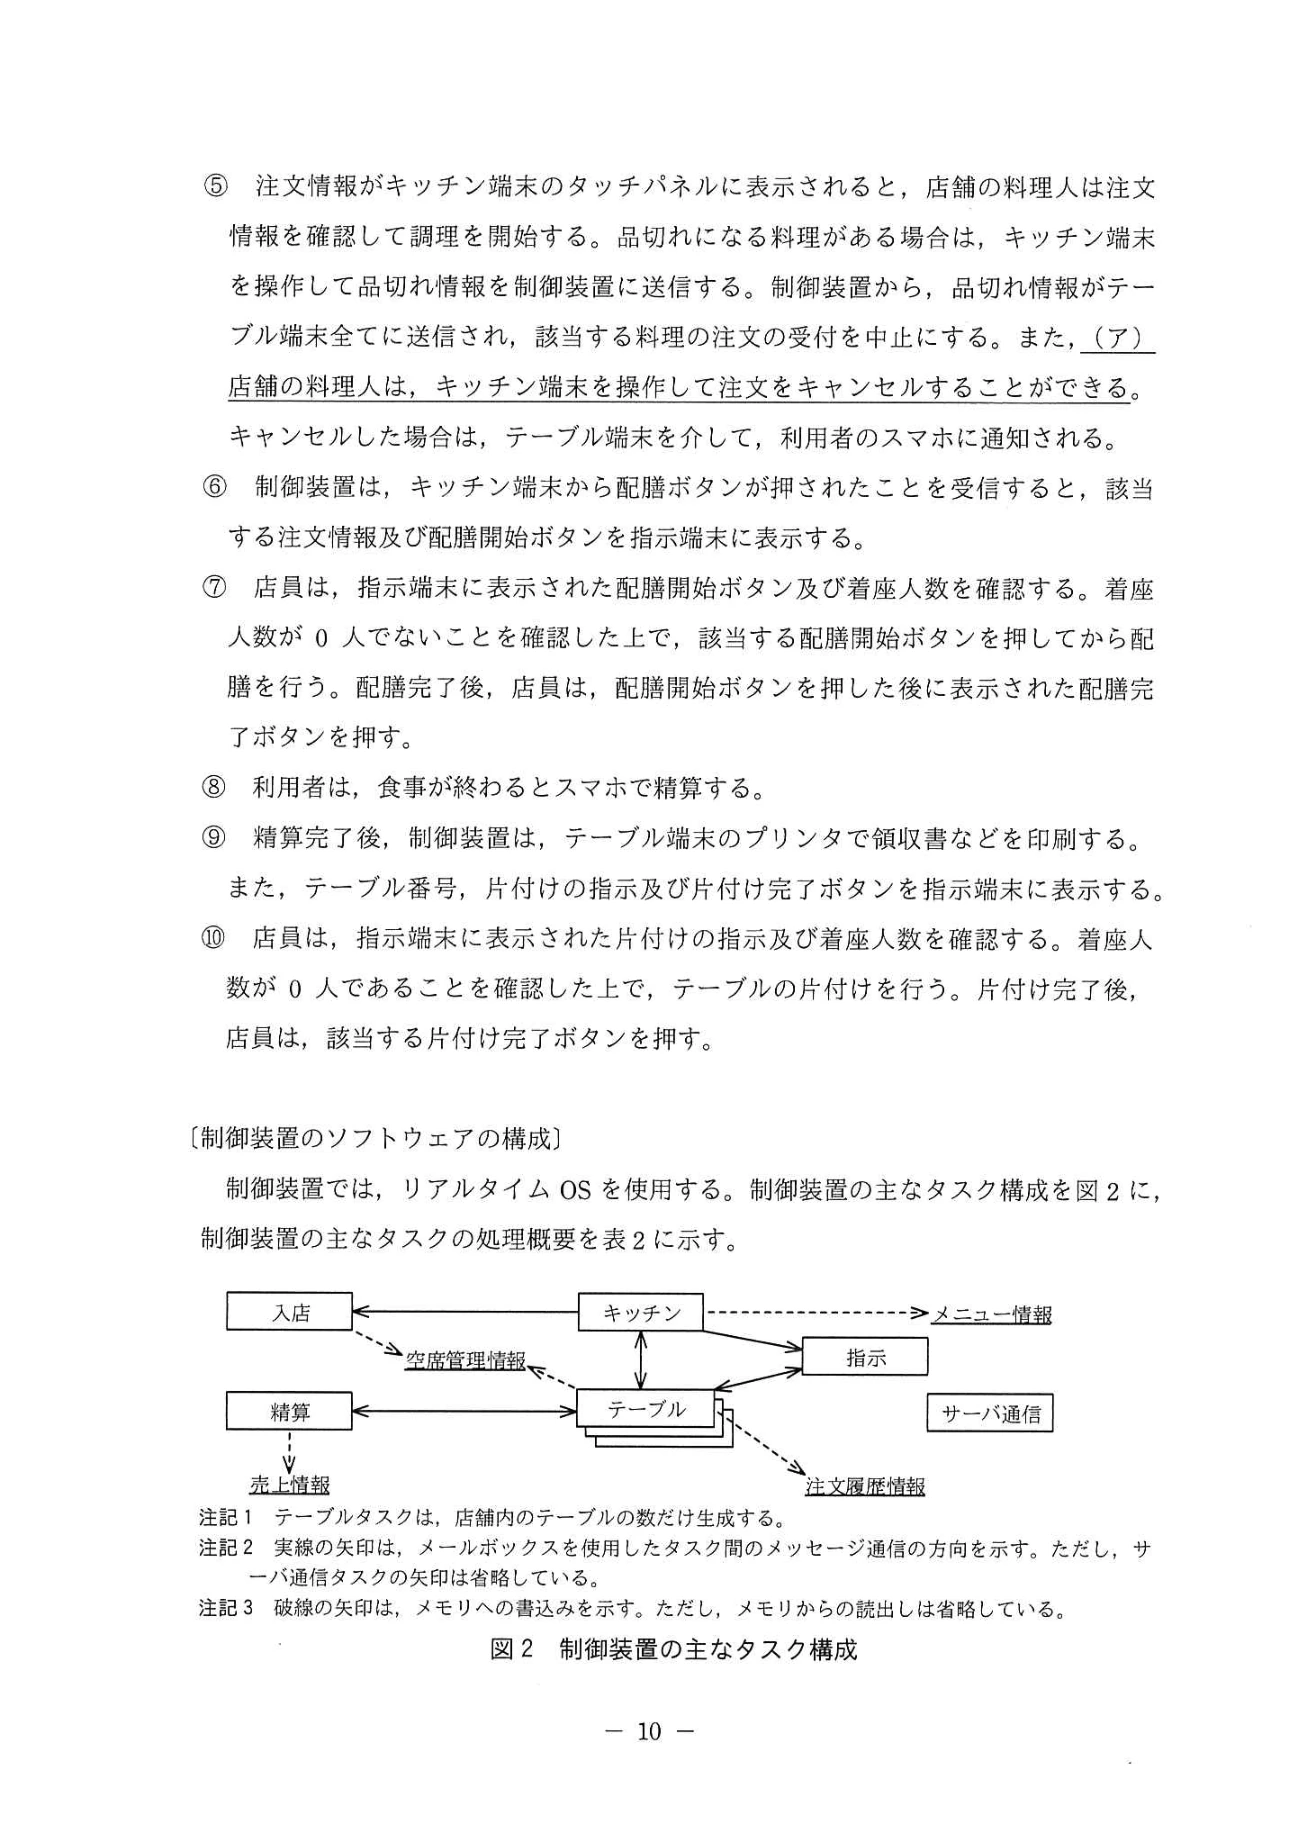 ⑤　注文情報がキッチン端末のタッチパネルに表示されると，店舗の料理人は注文
情報を確認して調理を開始する。品切れになる料理がある場合は，キッチン端末
を操作して品切れ情報を制御装置に送信する。制御装置から，品切れ情報がテー
ブル端末全てに送信され，該当する料理の注文の受付を中止にする。また，（ア）
店舗の料理人は，キッチン端末を操作して注文をキャンセルすることができる。
キャンセルした場合は，テーブル端末を介して，利用者のスマホに通知される。
⑥　制御装置は，キッチン端末から配膳ボタンが押されたことを受信すると，該当
する注文情報及び配膳開始ボタンを指示端末に表示する。
⑦　店員は，指示端末に表示された配膳開始ボタン及び着座人数を確認する。着座
人数が 0 人でないことを確認した上で，該当する配膳開始ボタンを押してから配
膳を行う。配膳完了後，店員は，配膳開始ボタンを押した後に表示された配膳完
了ボタンを押す。
⑧　利用者は，食事が終わるとスマホで精算する。
⑨　精算完了後，制御装置は，テーブル端末のプリンタで領収書などを印刷する。
また，テーブル番号，片付けの指示及び片付け完了ボタンを指示端末に表示する。
⑩　店員は，指示端末に表示された片付けの指示及び着座人数を確認する。着座人
数が 0 人であることを確認した上で，テーブルの片付けを行う。片付け完了後，
店員は，該当する片付け完了ボタンを押す。
〔制御装置のソフトウェアの構成〕
制御装置では，リアルタイム OS を使用する。制御装置の主なタスク構成を図 2 に，
制御装置の主なタスクの処理概要を表 2 に示す。
入店
キッチン
メニュー情報
空席管理情報
指示
精算
テーブル
サーバ通信
売上情報
注文履歴情報
注記 1　テーブルタスクは，店舗内のテーブルの数だけ生成する。
注記 2　実線の矢印は，メールボックスを使用したタスク間のメッセージ通信の方向を示す。ただし，サ
ーバ通信タスクの矢印は省略している。
注記 3　破線の矢印は，メモリへの書込みを示す。ただし，メモリからの読出しは省略している。
図 2　制御装置の主なタスク構成
－ 10 －